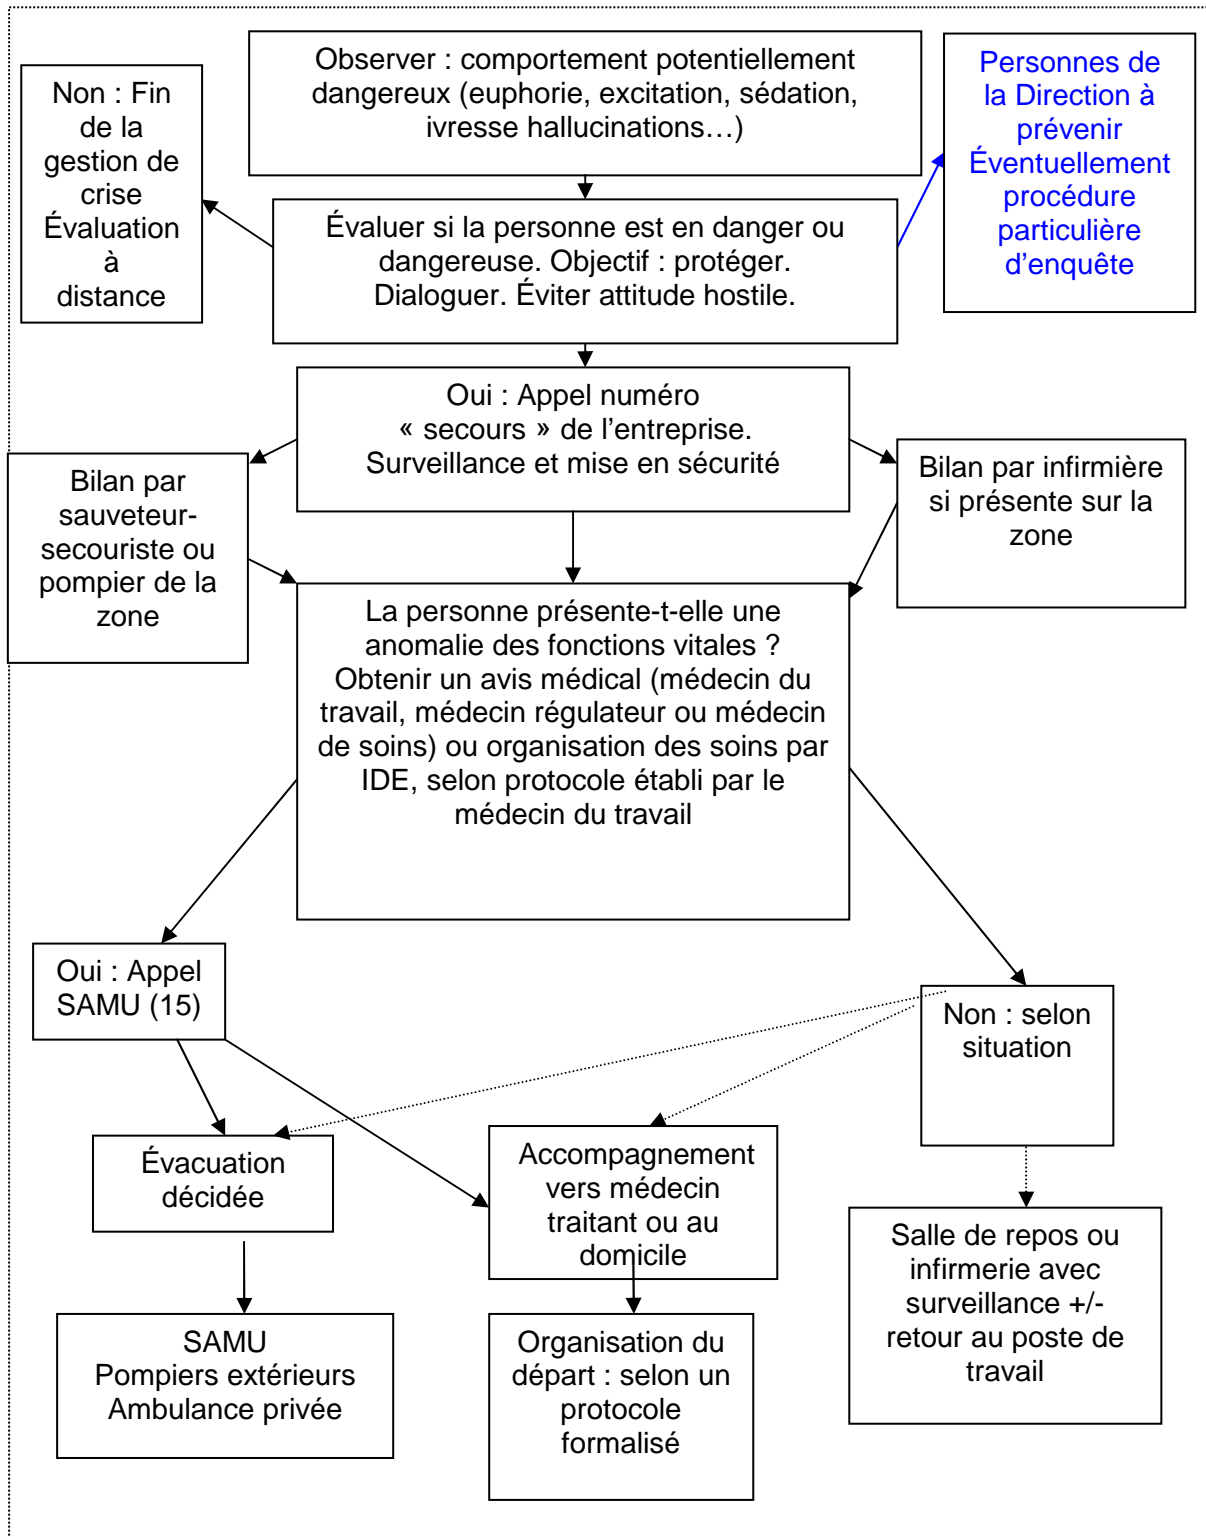 Observer : comportement potentiellement
dangereux (euphorie, excitation, sédation,
ivresse hallucinations…)
Non : Fin
de la
gestion de
crise
Évaluation
à
distance
Personnes de
la Direction à
prévenir
Éventuellement
procédure
particulière
d’enquête
Évaluer si la personne est en danger ou
dangereuse. Objectif : protéger.
Dialoguer. Éviter attitude hostile.
Oui : Appel numéro
« secours » de l’entreprise.
Surveillance et mise en sécurité
Bilan par
sauveteur-
secouriste ou
pompier de la
zone
Bilan par infirmière
si présente sur la
zone
La personne présente-t-elle une
anomalie des fonctions vitales ?
Obtenir un avis médical (médecin du
travail, médecin régulateur ou médecin
de soins) ou organisation des soins par
IDE, selon protocole établi par le
médecin du travail
Oui : Appel
SAMU (15)
Non : selon
situation
Évacuation
décidée
Accompagnement
vers médecin
traitant ou au
domicile
Salle de repos ou
infirmerie avec
surveillance +/-
retour au poste de
travail
SAMU
Pompiers extérieurs
Ambulance privée
Organisation du
départ : selon un
protocole
formalisé